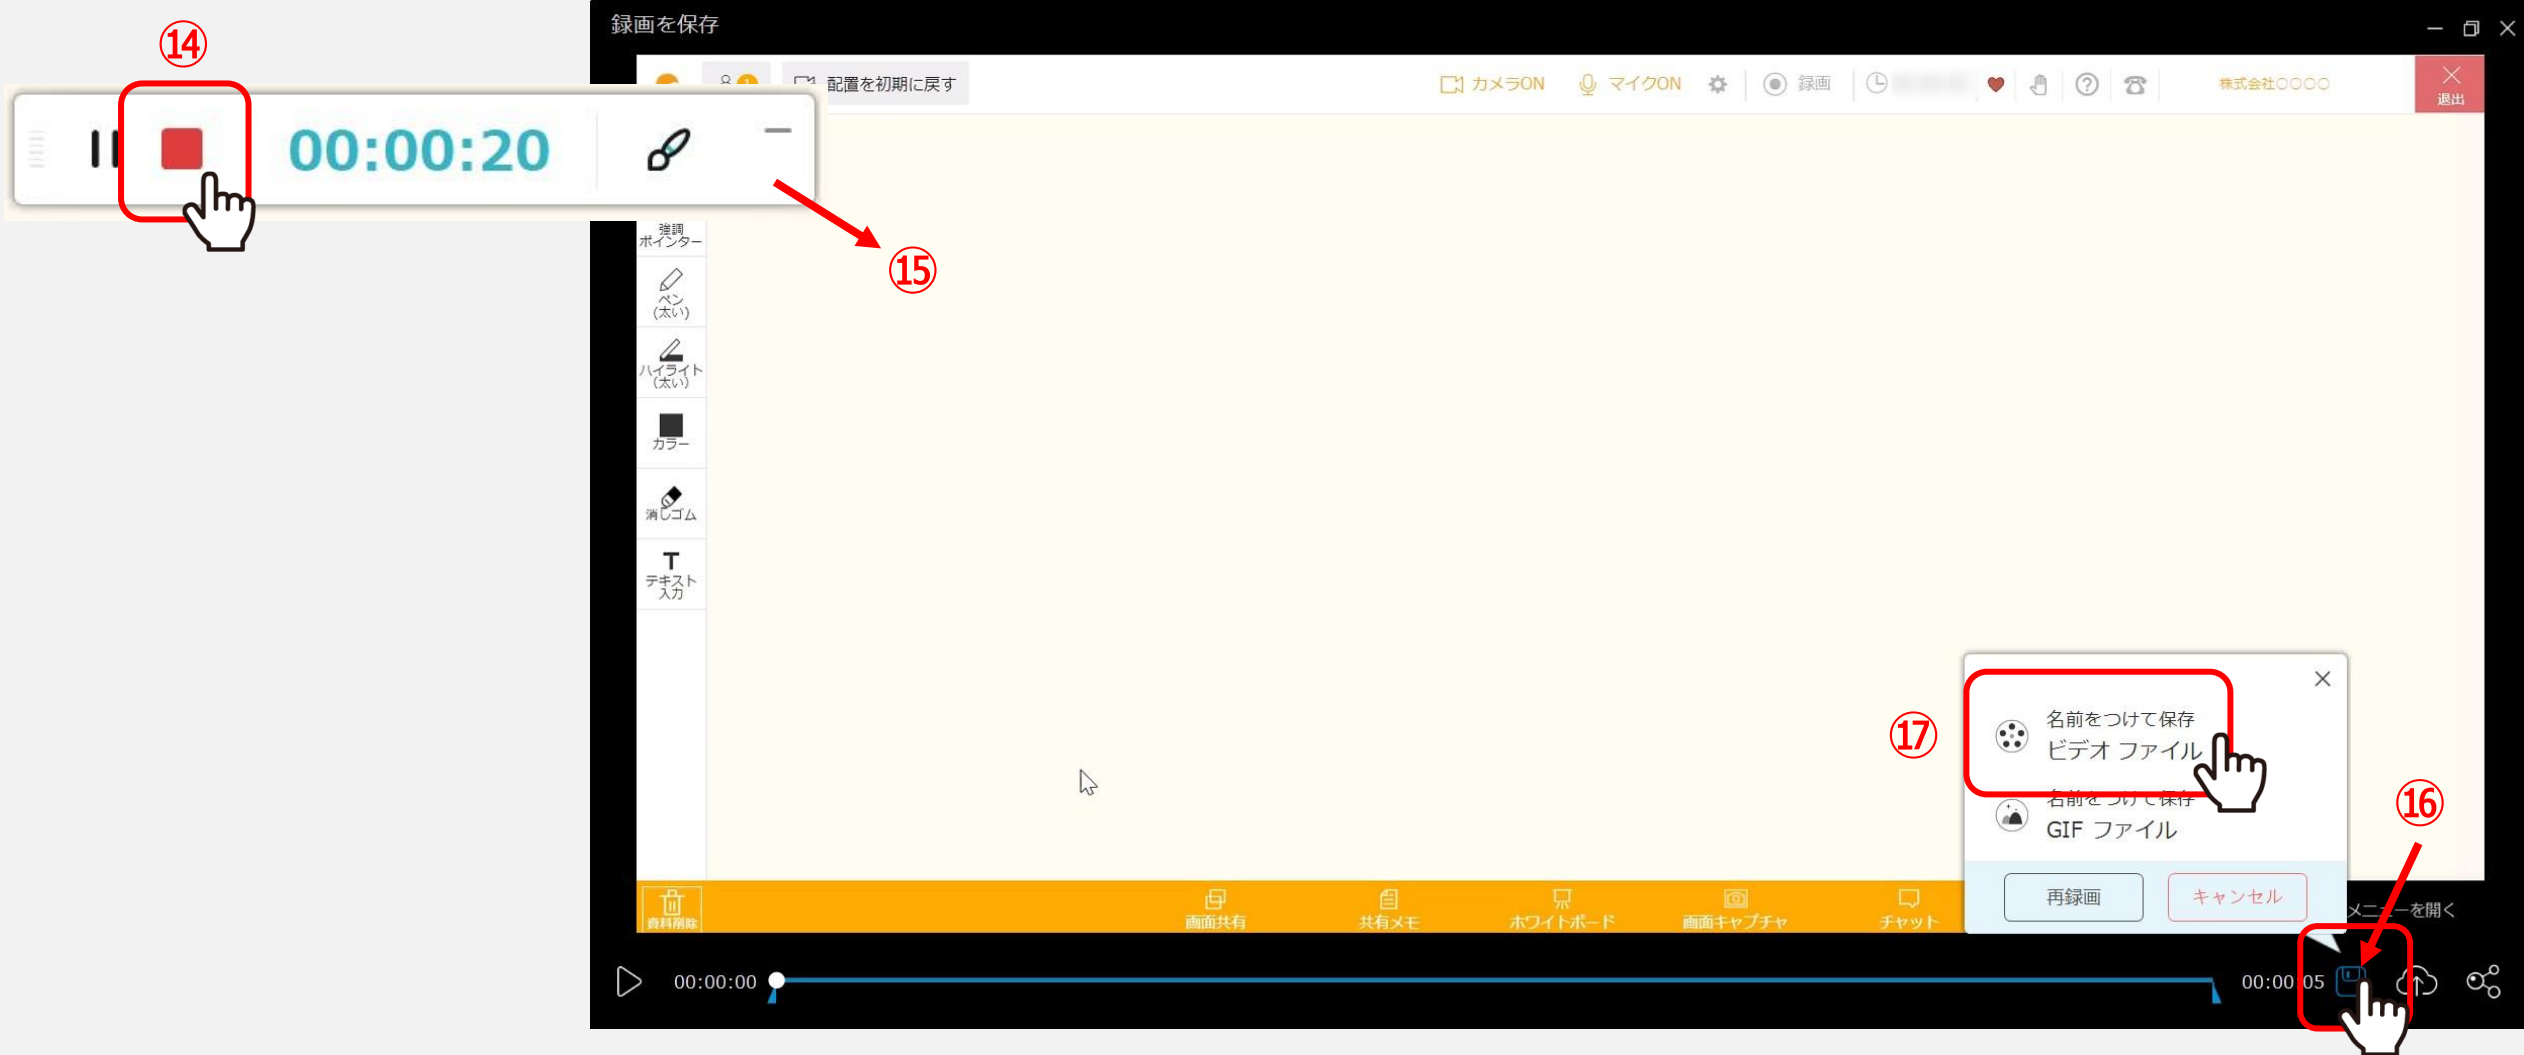 ⑭
録画を保存
1
配置を初期に戻す
カメラON
マイクON
録画
株式会社○○○○
退出
00:00:20
⑮
強調
ポインター
ペン
(太い)
ハイライト
(太い)
カラー
消しゴム
T
テキスト
入力
⑰
名前をつけて保存
ビデオ ファイル
名前をつけて保存
GIF ファイル
⑯
再録画
キャンセル
資料削除
画面共有
共有メモ
ホワイトボード
画面キャプチャ
チャット
メニューを開く
00:00:00
00:00:05